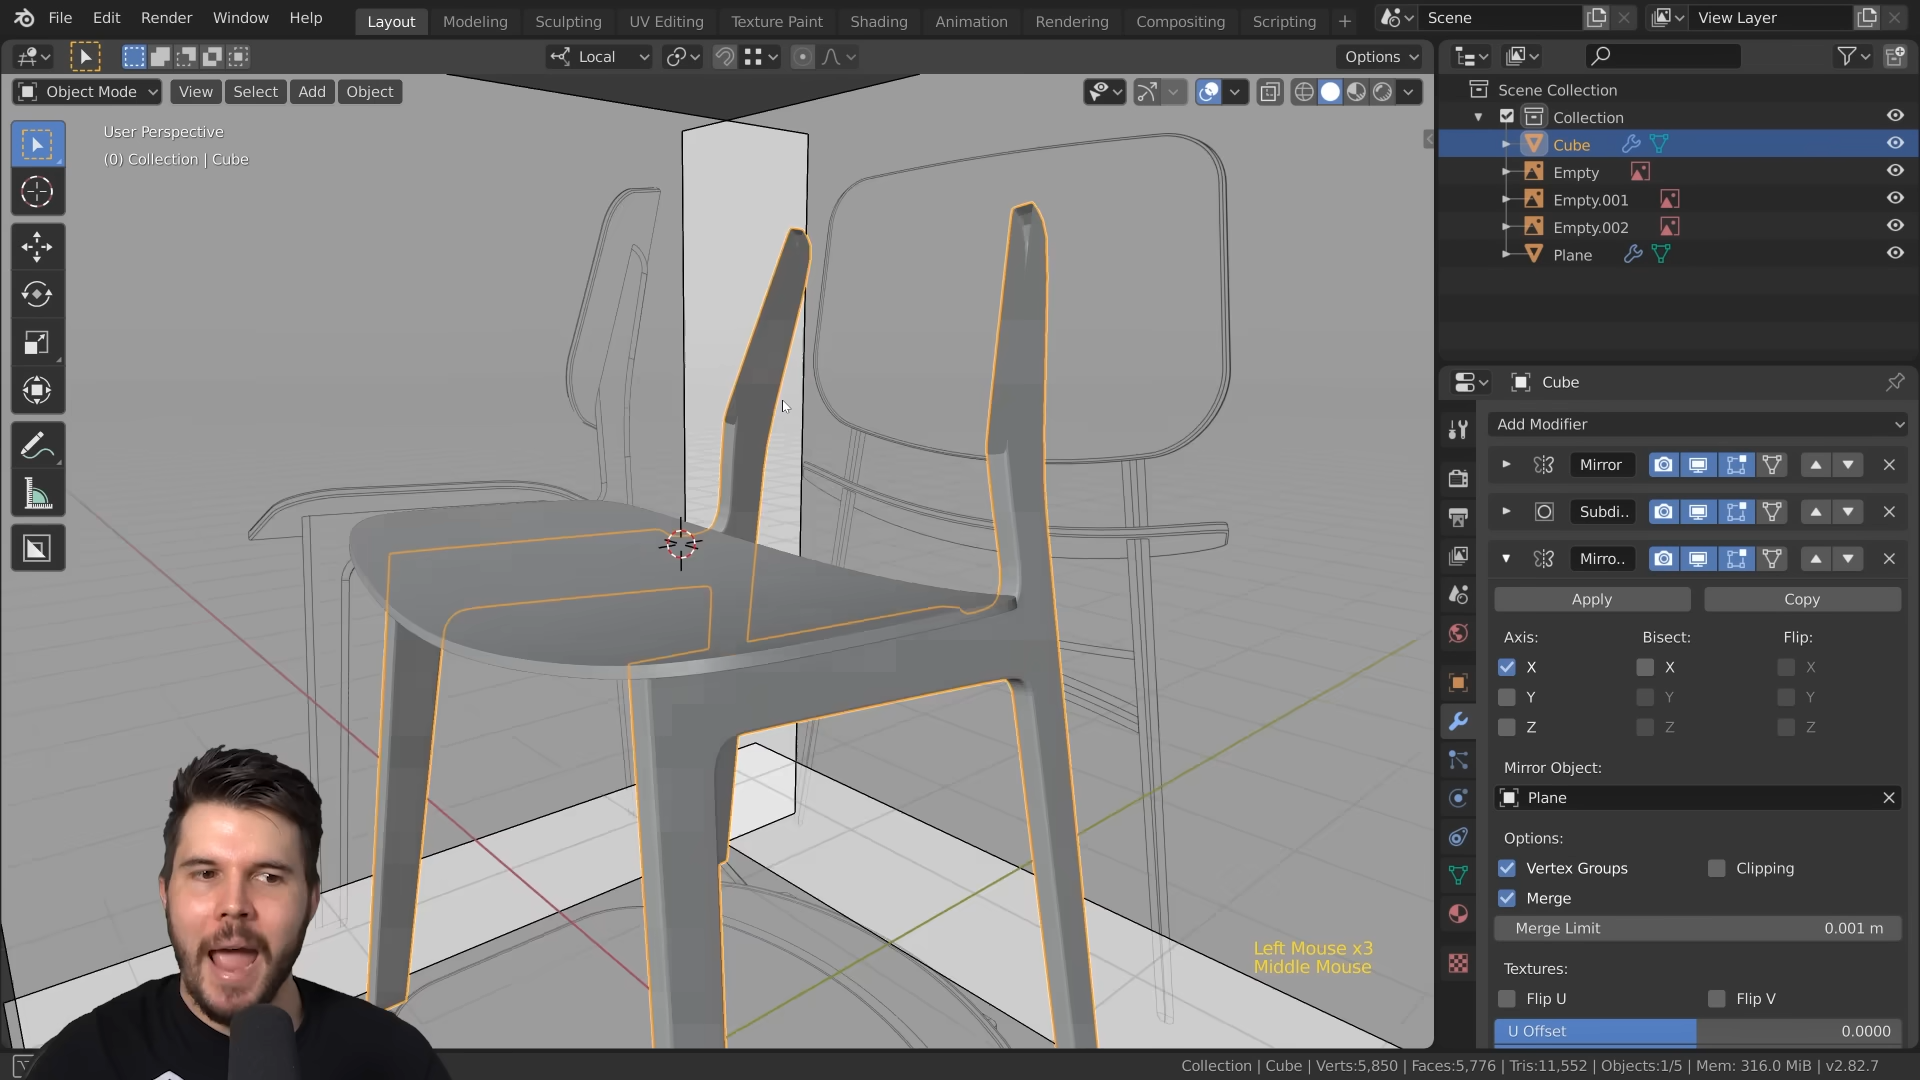 File Edit Render Window Help Layout Modeling Sculpting UV Editing Texture Paint Shading Animation Rendering Compositing Scripting + Scene View Layer
Local Options
Object Mode View Select Add Object
User Perspective
(0) Collection | Cube
Left Mouse x3
Middle Mouse
Scene Collection
Collection
Cube
Empty
Empty.001
Empty.002
Plane
Cube
Add Modifier
Mirror
Subdi..
Mirro..
Apply Copy
Axis: Bisect: Flip:
X X X
Y Y Y
Z Z Z
Mirror Object:
Plane
Options:
Vertex Groups Clipping
Merge
Merge Limit 0.001 m
Textures:
Flip U Flip V
U Offset 0.0000
Collection | Cube | Verts:5,850 | Faces:5,776 | Tris:11,552 | Objects:1/5 | Mem: 316.0 MiB | v2.82.7